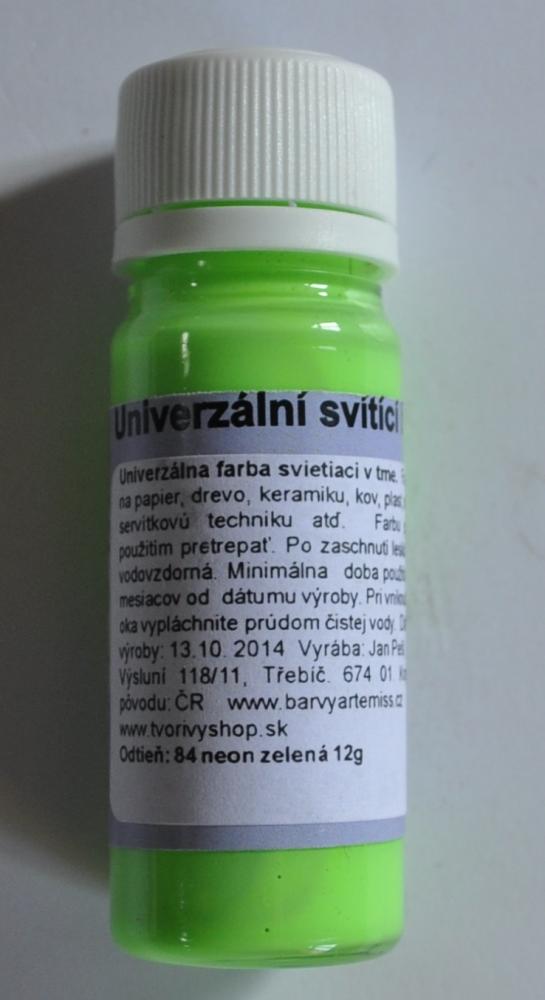 Univerzální svítící
Univerzálna farba svietiaci v tme.
na papier, drevo, keramiku, kov, plast,
servítkovú techniku atď. Farbu
použitím pretrepať. Po zaschnutí
vodovzdorná. Minimálna doba
mesiacov od dátumu výroby. Pri
oka vypláchnite prúdom čistej vody.
výroby: 13.10. 2014 Vyrába: Jan
Výsluní 118/11, Třebíč. 674 01
pôvodu: ČR www.barvyartemiss.cz
www.tvorivyshop.sk
Odtieň: 84 neon zelená 12g